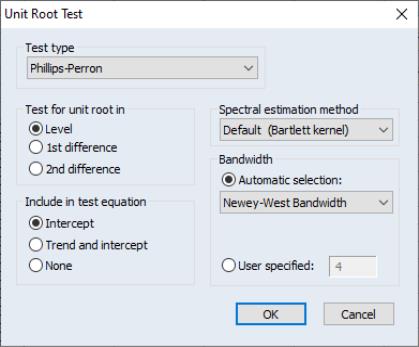 Unit Root Test
Test type
Phillips-Perron
Test for unit root in
Level
1st difference
2nd difference
Include in test equation
Intercept
Trend and intercept
None
Spectral estimation method
Default (Bartlett kernel)
Bandwidth
Automatic selection:
Newey-West Bandwidth
User specified: 4
OK Cancel